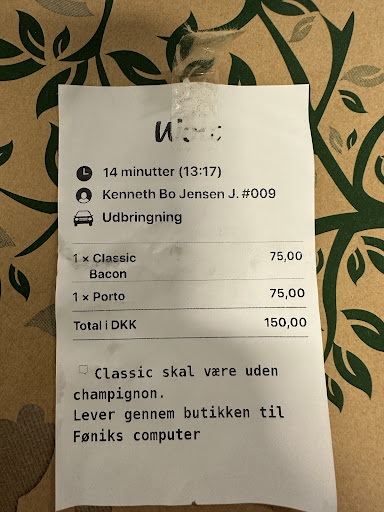 14 minutter (13:17)
Kenneth Bo Jensen J. #009
Udbringning
1 × Classic 75,00
Bacon
1 × Porto 75,00
Total i DKK 150,00
Classic skal være uden
champignon.
Lever gennem butikken til
Føniks computer